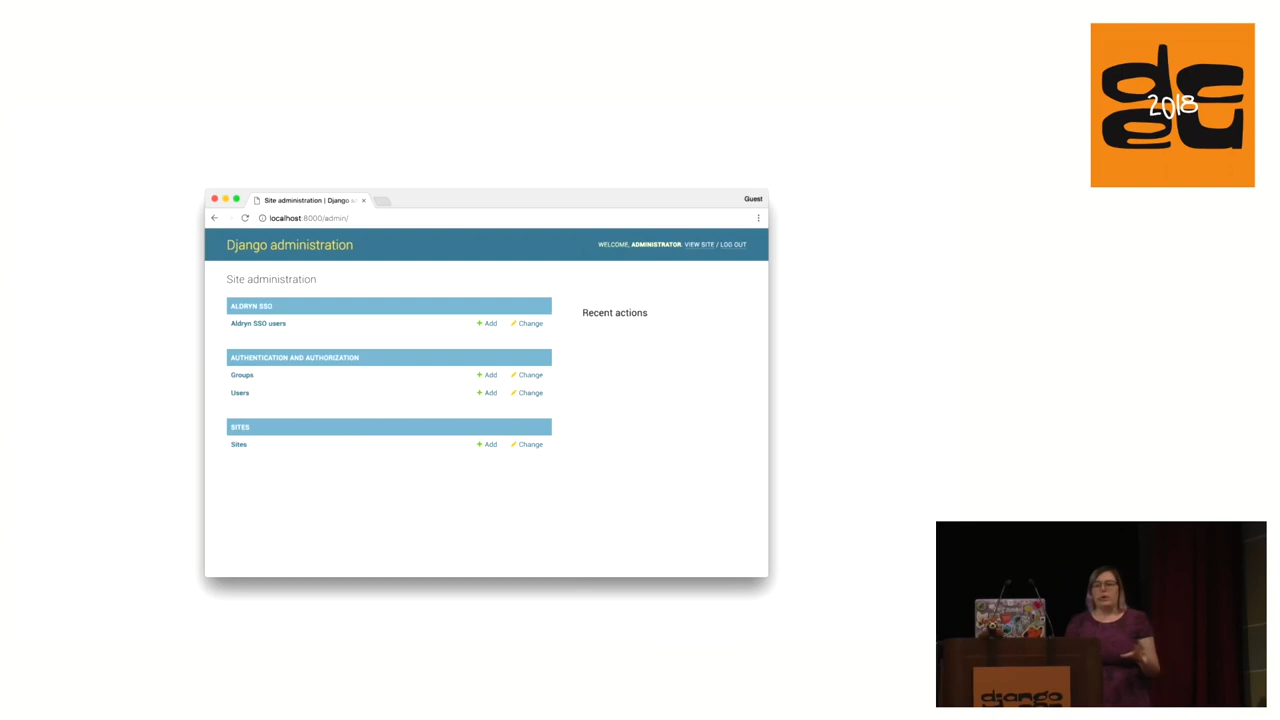 2018
Site administration | Django s
Guest
localhost:8000/admin/
Django administration
WELCOME, ADMINISTRATOR. VIEW SITE / LOG OUT
Site administration
ALDRYN SSO
Recent actions
Aldryn SSO users + Add Change
AUTHENTICATION AND AUTHORIZATION
Groups + Add Change
Users + Add Change
SITES
Sites + Add Change
django